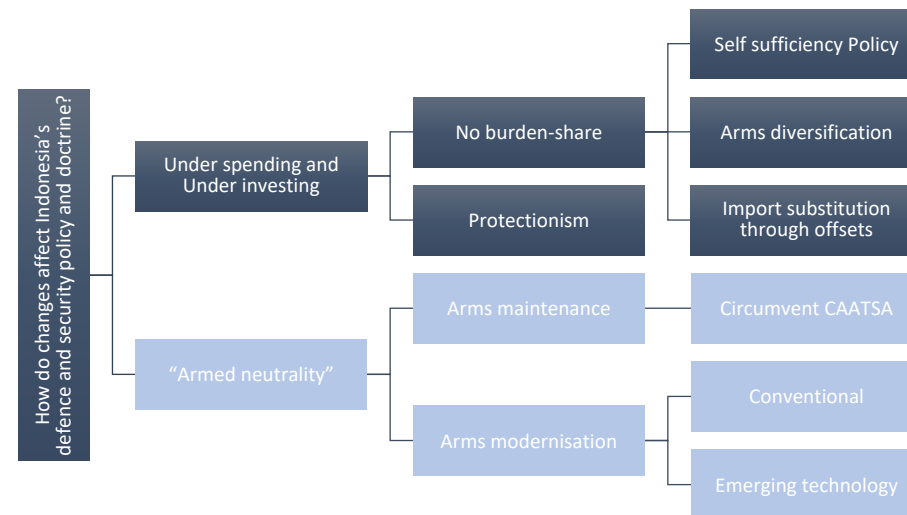 How do changes affect Indonesia's
defence and security policy and doctrine?
Under spending and
Under investing
No burden-share
Self sufficiency Policy
Arms diversification
Import substitution
through offsets
Protectionism
"Armed neutrality"
Arms maintenance
Circumvent CAATSA
Arms modernisation
Conventional
Emerging technology